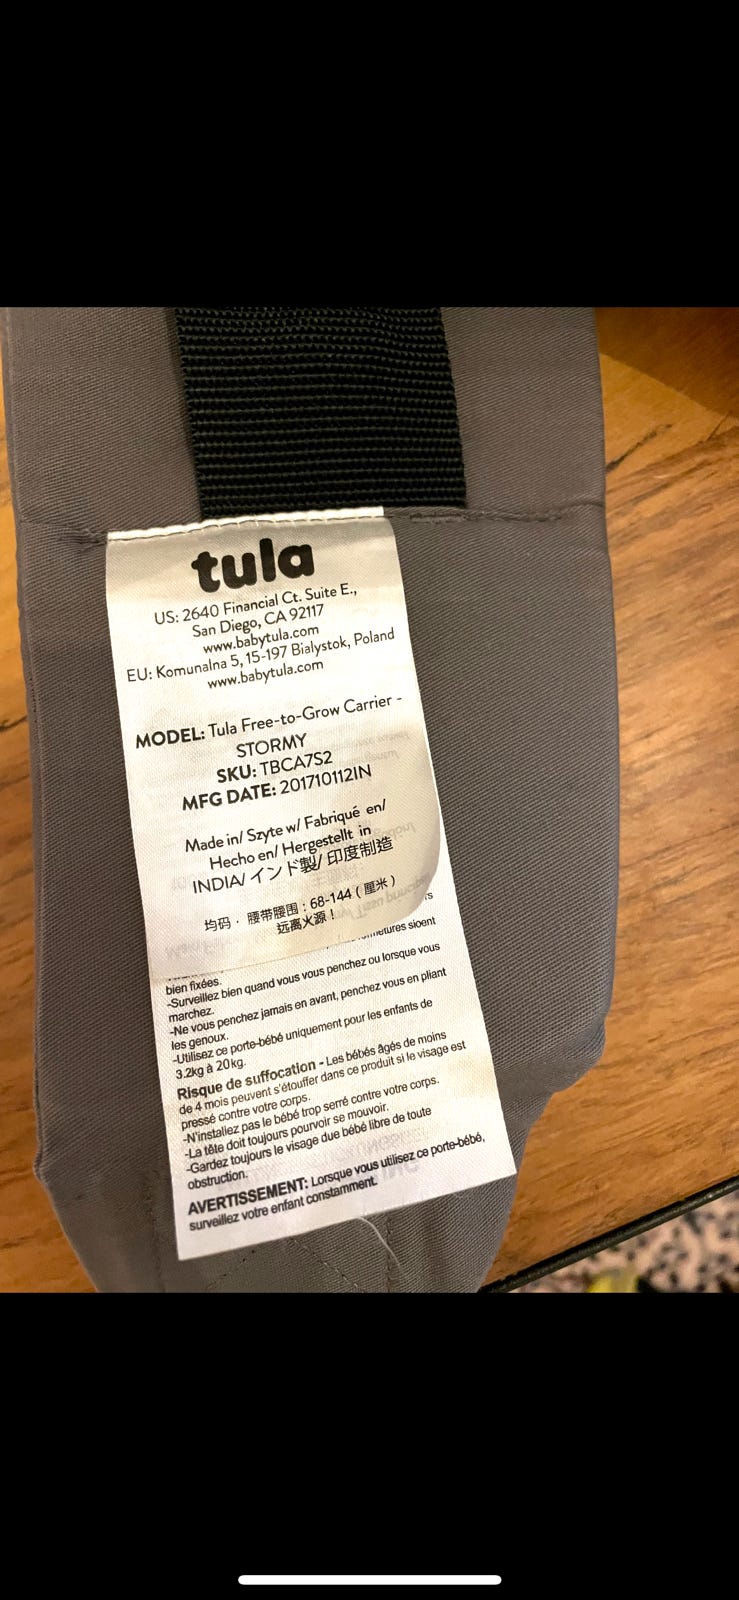 tula
US: 2640 Financial Ct. Suite E.,
San Diego, CA 92117
www.babytula.com
EU: Komunalna 5, 15-197 Bialystok, Poland
www.babytula.com
MODEL: Tula Free-to-Grow Carrier -
STORMY
SKU: TBCA7S2
MFG DATE: 201710112IN
Made in/ Szyte w/ Fabriqué en/
Hecho en/ Hergestellt in
INDIA/ インド製/ 印度制造
均码 · 腰带腰围 : 68-144 ( 厘米 )
远离火源 !
sioent
bien fixées.
-Surveillez bien quand vous vous penchez ou lorsque vous
marchez.
-Ne vous penchez jamais en avant, penchez vous en pliant
les genoux.
-Utilisez ce porte-bébé uniquement pour les enfants de
3.2kg à 20kg.
Risque de suffocation - Les bébés âgés de moins
de 4 mois peuvent s'étouffer dans ce produit si le visage est
pressé contre votre corps.
-N'installez pas le bébé trop serré contre votre corps.
-La tête doit toujours pourvoir se mouvoir.
-Gardez toujours le visage due bébé libre de toute
obstruction.
AVERTISSEMENT: Lorsque vous utilisez ce porte-bébé,
surveillez votre enfant constamment.